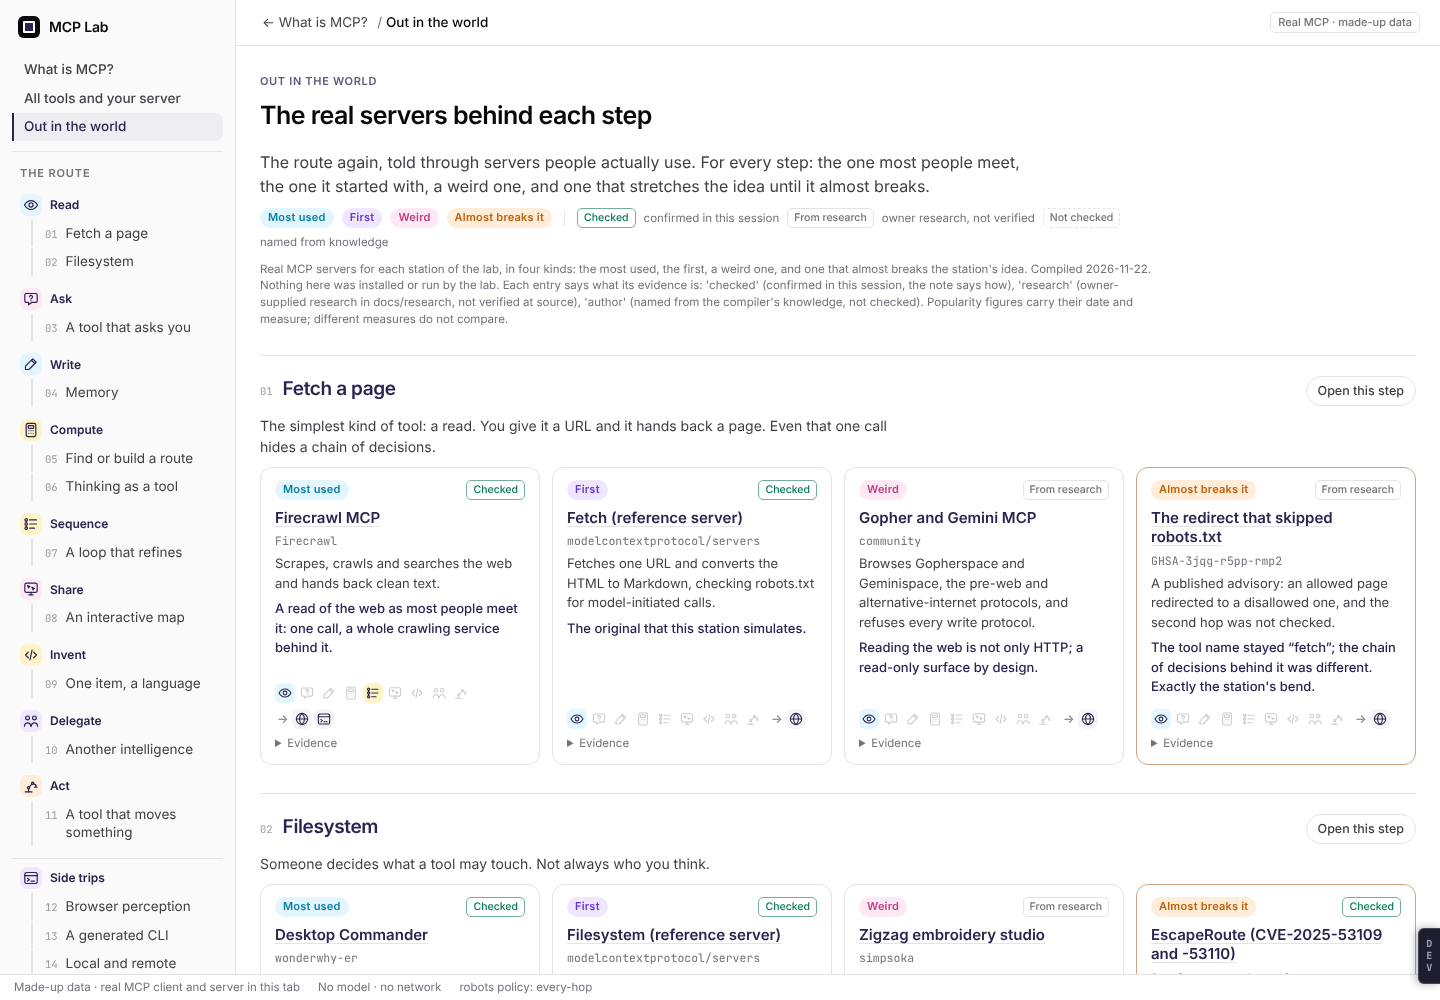 MCP Lab
What is MCP?
All tools and your server
Out in the world
THE ROUTE
Read
01 Fetch a page
02 Filesystem
Ask
03 A tool that asks you
Write
04 Memory
Compute
05 Find or build a route
06 Thinking as a tool
Sequence
07 A loop that refines
Share
08 An interactive map
Invent
09 One item, a language
Delegate
10 Another intelligence
Act
11 A tool that moves
something
Side trips
12 Browser perception
13 A generated CLI
14 Local and remote
← What is MCP? / Out in the world
Real MCP · made-up data
OUT IN THE WORLD
The real servers behind each step
The route again, told through servers people actually use. For every step: the one most people meet,
the one it started with, a weird one, and one that stretches the idea until it almost breaks.
Most used First Weird Almost breaks it Checked confirmed in this session From research owner research, not verified Not checked
named from knowledge
Real MCP servers for each station of the lab, in four kinds: the most used, the first, a weird one, and one that almost breaks the station's idea. Compiled 2026-11-22.
Nothing here was installed or run by the lab. Each entry says what its evidence is: 'checked' (confirmed in this session, the note says how), 'research' (owner-
supplied research in docs/research, not verified at source), 'author' (named from the compiler's knowledge, not checked). Popularity figures carry their date and
measure; different measures do not compare.
01 Fetch a page
Open this step
The simplest kind of tool: a read. You give it a URL and it hands back a page. Even that one call
hides a chain of decisions.
Most used Checked
Firecrawl MCP
Firecrawl
Scrapes, crawls and searches the web
and hands back clean text.
A read of the web as most people meet
it: one call, a whole crawling service
behind it.
→
▶ Evidence
First Checked
Fetch (reference server)
modelcontextprotocol/servers
Fetches one URL and converts the
HTML to Markdown, checking robots.txt
for model-initiated calls.
The original that this station simulates.
→
▶ Evidence
Weird From research
Gopher and Gemini MCP
community
Browses Gopherspace and
Geminispace, the pre-web and
alternative-internet protocols, and
refuses every write protocol.
Reading the web is not only HTTP; a
read-only surface by design.
→
▶ Evidence
Almost breaks it From research
The redirect that skipped
robots.txt
GHSA-3jqg-r5pp-rmp2
A published advisory: an allowed page
redirected to a disallowed one, and the
second hop was not checked.
The tool name stayed “fetch”; the chain
of decisions behind it was different.
Exactly the station's bend.
→
▶ Evidence
02 Filesystem
Open this step
Someone decides what a tool may touch. Not always who you think.
Most used Checked
Desktop Commander
wonderwhy-er
First Checked
Filesystem (reference server)
modelcontextprotocol/servers
Weird From research
Zigzag embroidery studio
simpsoka
Almost breaks it Checked
EscapeRoute (CVE-2025-53109
and -53110)
DEV
Made-up data · real MCP client and server in this tab No model · no network robots policy: every-hop